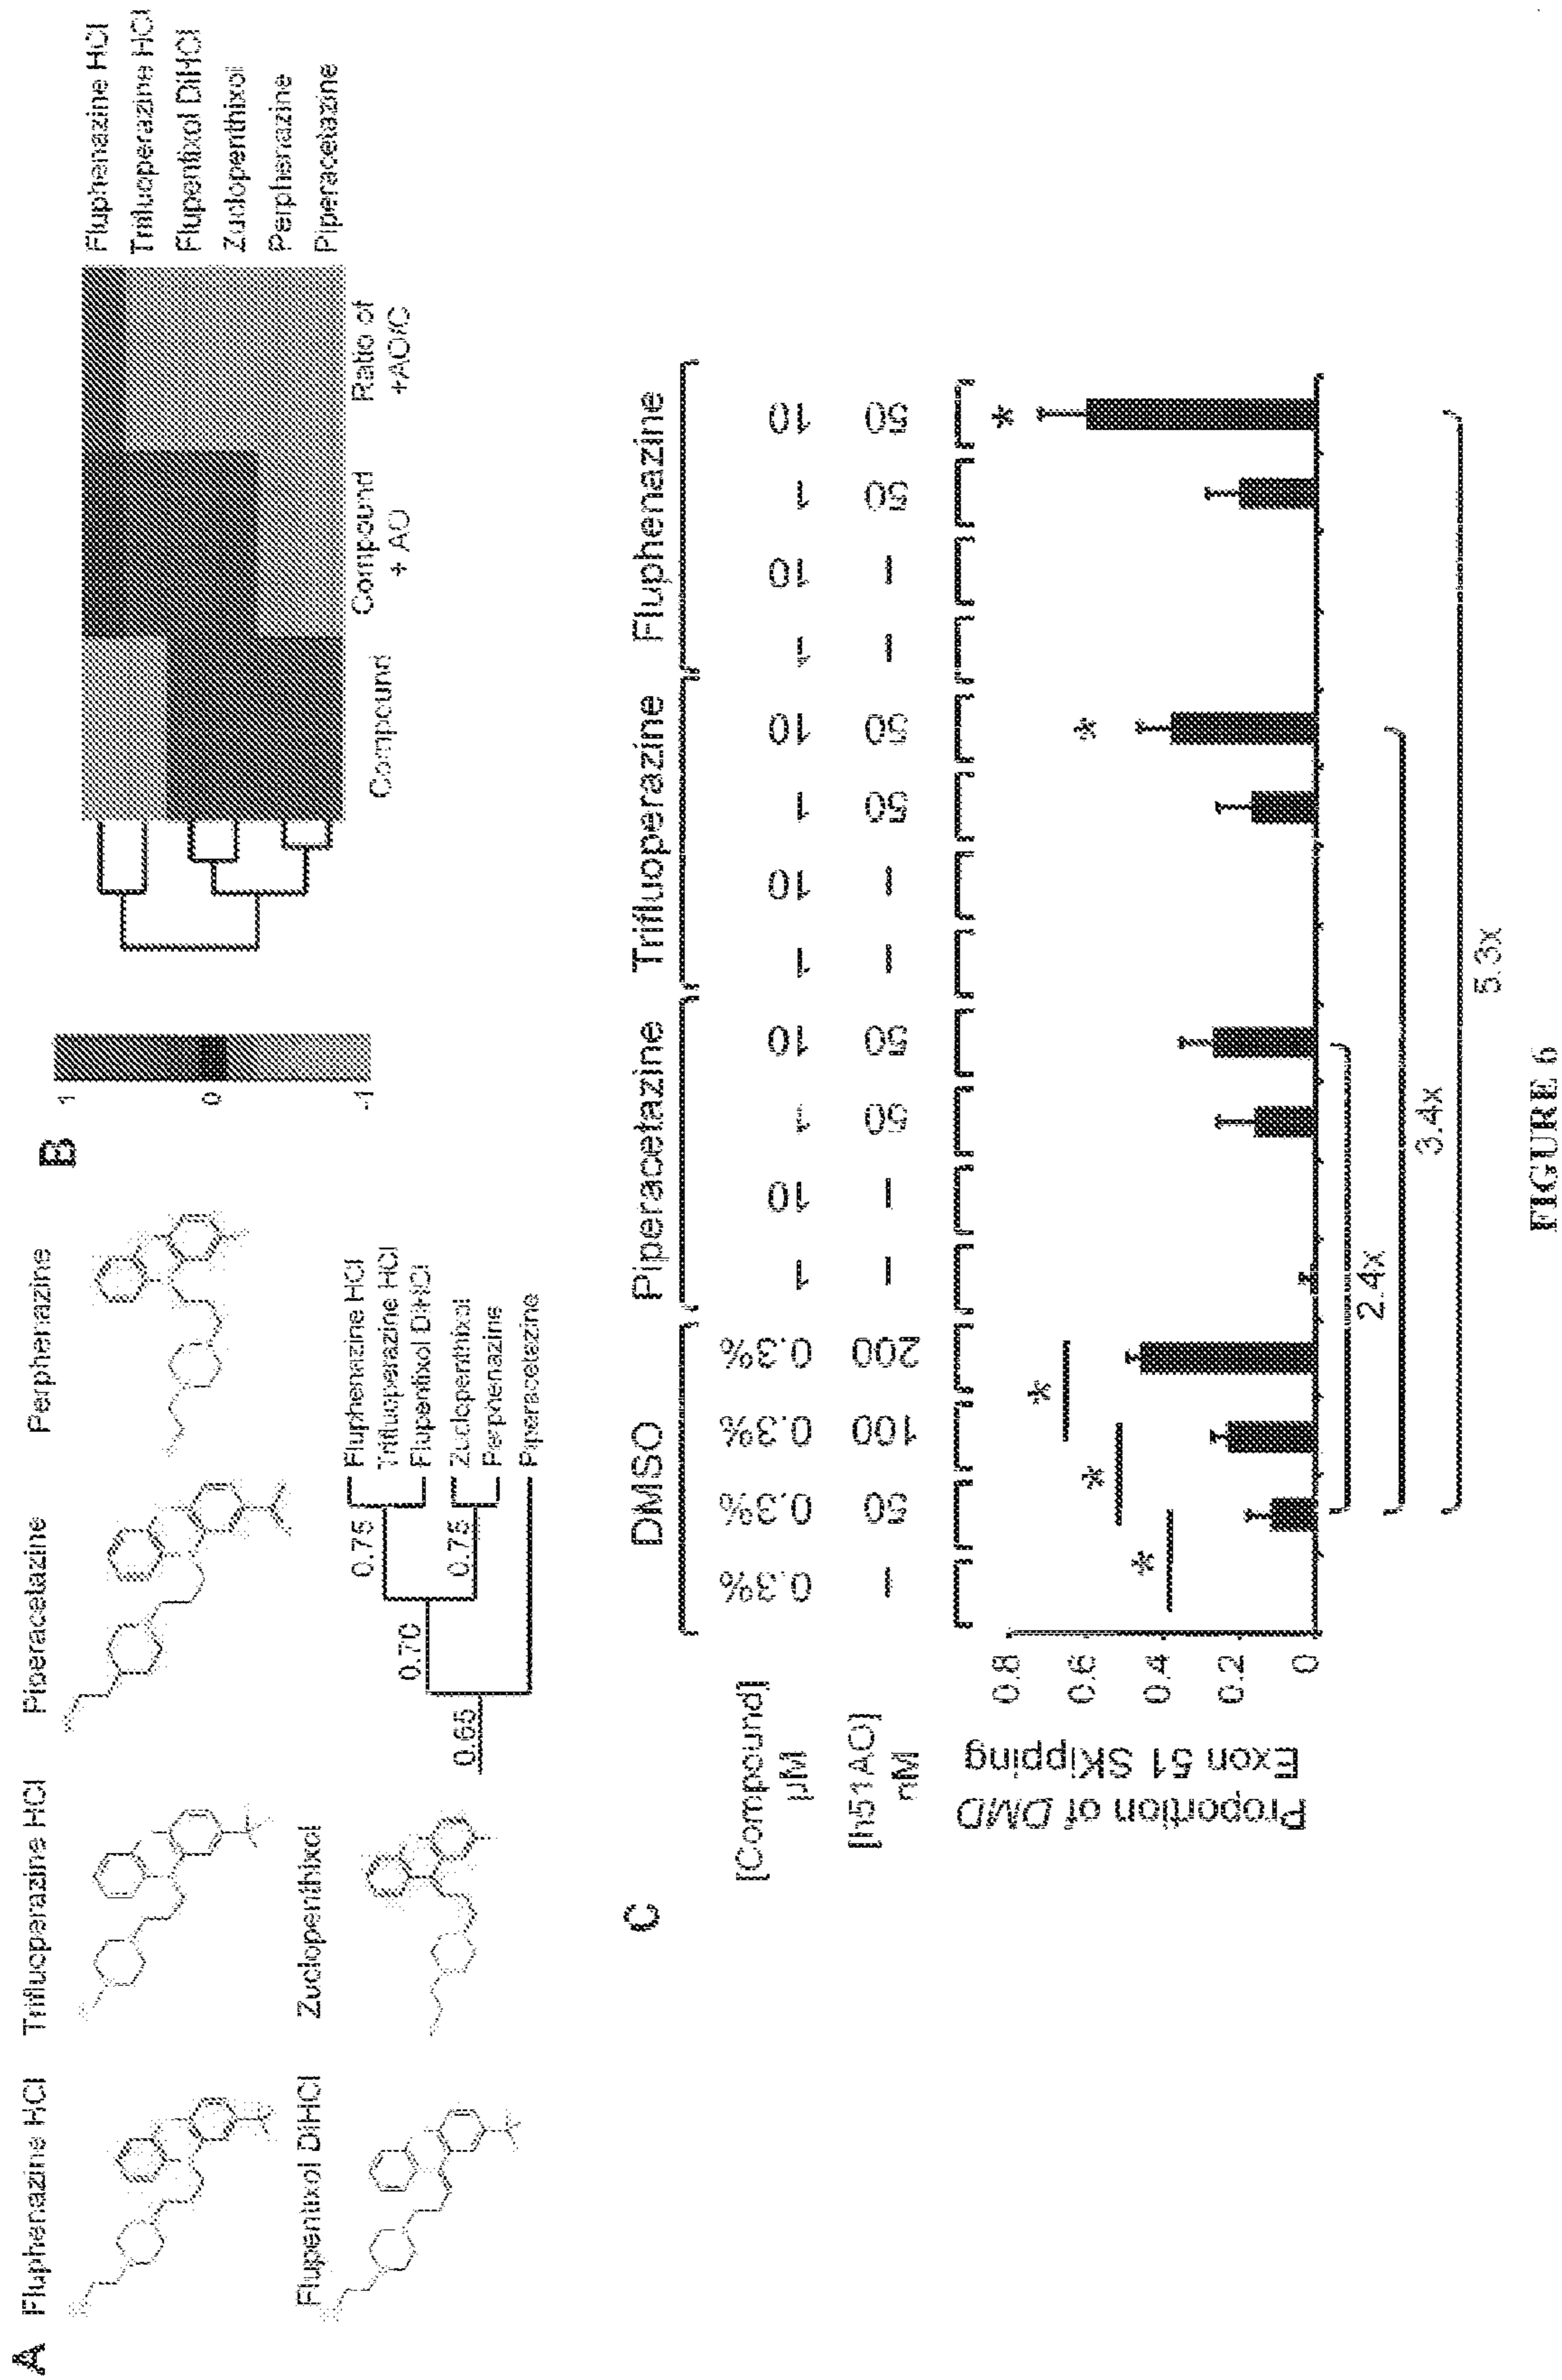 A
Fluphenazine HCl
Trifluoperazine HCl
Piperacetazine
Perphenazine
Flupentixol DiHCl
Zuclopenthixol
0.65
0.70
0.75
0.75
Fluphenazine HCl
Trifluoperazine HCl
Flupentixol DiHCl
Zuclopenthixol
Perphenazine
Piperacetazine
B
1
0
-1
Fluphenazine HCl
Trifluoperazine HCl
Flupentixol DiHCl
Zuclopenthixol
Perphenazine
Piperacetazine
Compound
Compound
+ AO
Ratio of
+AO/C
C
DMSO Piperacetazine Trifluoperazine Fluphenazine
[Compound]
µM
0.3% 0.3% 0.3% 0.3% 1 10 1 10 1 10 1 10 1 10 1 10
[h51AO]
nM
– 50 100 200 – – 50 50 – – 50 50 – – 50 50
Proportion of DMD
Exon 51 SKipping
0.8
0.6
0.4
0.2
0
* * * * *
2.4x
3.4x
5.3x
FIGURE 6